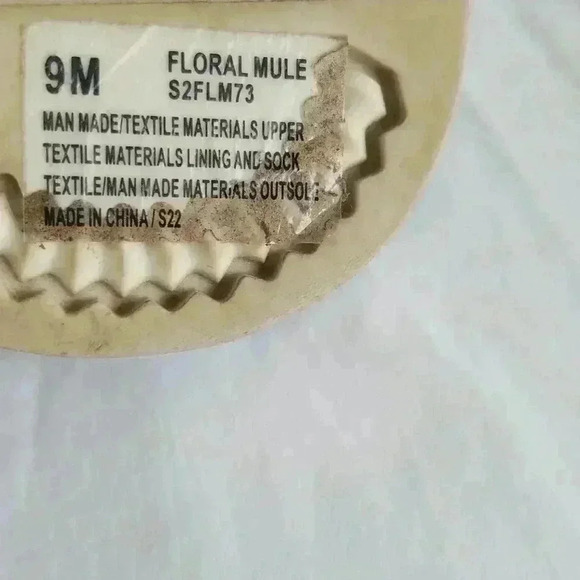 9M FLORAL MULE
S2FLM73
MAN MADE/TEXTILE MATERIALS UPPER
TEXTILE MATERIALS LINING AND SOCK
TEXTILE/MAN MADE MATERIALS OUTSOLE
MADE IN CHINA / S22